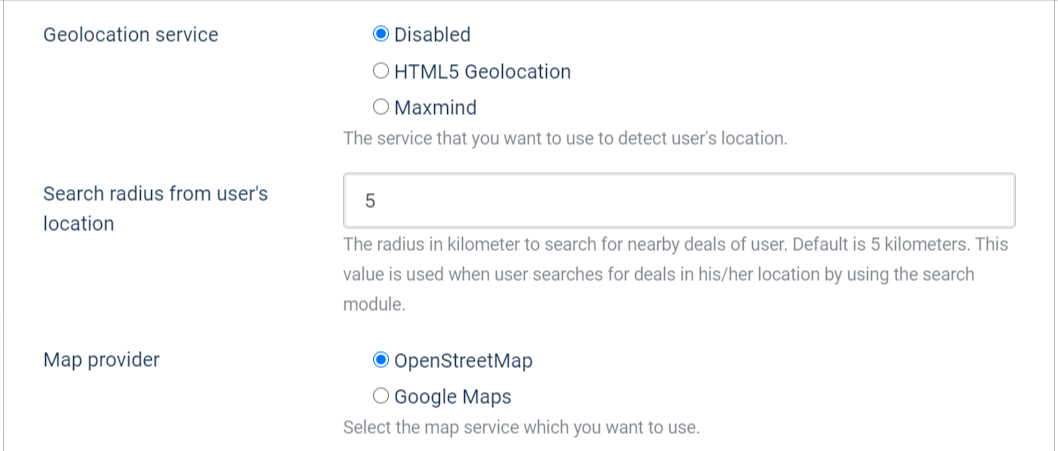 Geolocation service
Disabled
HTML5 Geolocation
Maxmind
The service that you want to use to detect user's location.
Search radius from user's
location
5
The radius in kilometer to search for nearby deals of user. Default is 5 kilometers. This
value is used when user searches for deals in his/her location by using the search
module.
Map provider
OpenStreetMap
Google Maps
Select the map service which you want to use.